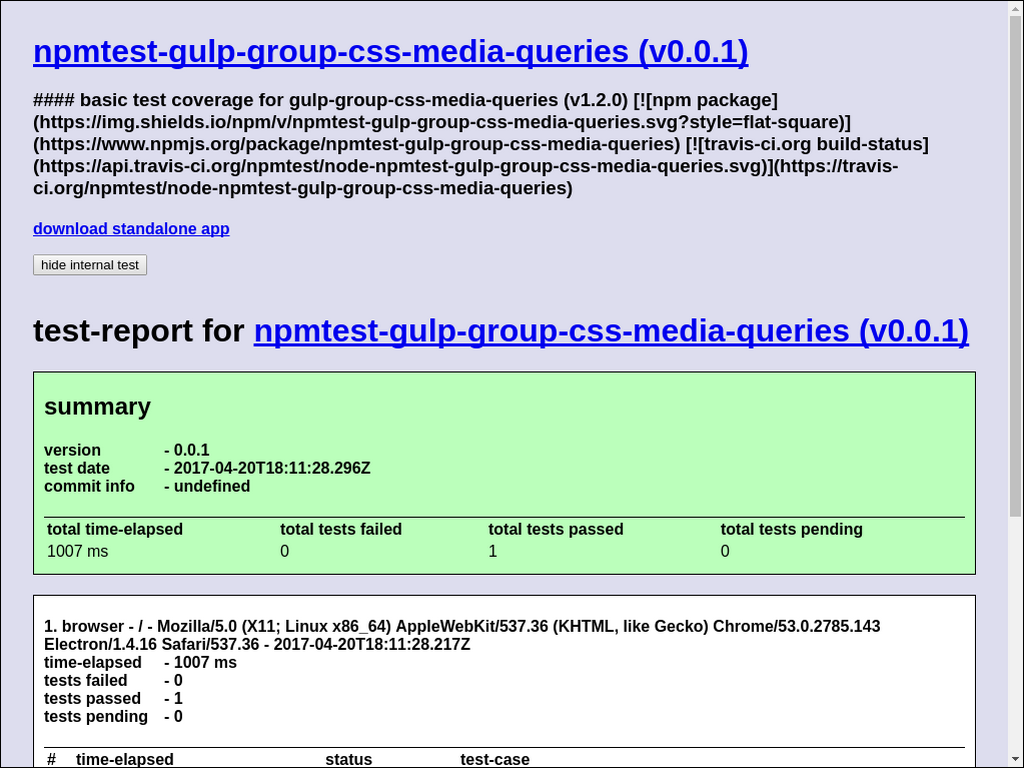 npmtest-gulp-group-css-media-queries (v0.0.1)
#### basic test coverage for gulp-group-css-media-queries (v1.2.0) [![npm package]
(https://img.shields.io/npm/v/npmtest-gulp-group-css-media-queries.svg?style=flat-square)]
(https://www.npmjs.org/package/npmtest-gulp-group-css-media-queries) [![travis-ci.org build-status]
(https://api.travis-ci.org/npmtest/node-npmtest-gulp-group-css-media-queries.svg)](https://travis-
ci.org/npmtest/node-npmtest-gulp-group-css-media-queries)
download standalone app
hide internal test
test-report for npmtest-gulp-group-css-media-queries (v0.0.1)
summary
version - 0.0.1
test date - 2017-04-20T18:11:28.296Z
commit info - undefined
total time-elapsed total tests failed total tests passed total tests pending
1007 ms 0 1 0
1. browser - / - Mozilla/5.0 (X11; Linux x86_64) AppleWebKit/537.36 (KHTML, like Gecko) Chrome/53.0.2785.143
Electron/1.4.16 Safari/537.36 - 2017-04-20T18:11:28.217Z
time-elapsed - 1007 ms
tests failed - 0
tests passed - 1
tests pending - 0
# time-elapsed status test-case